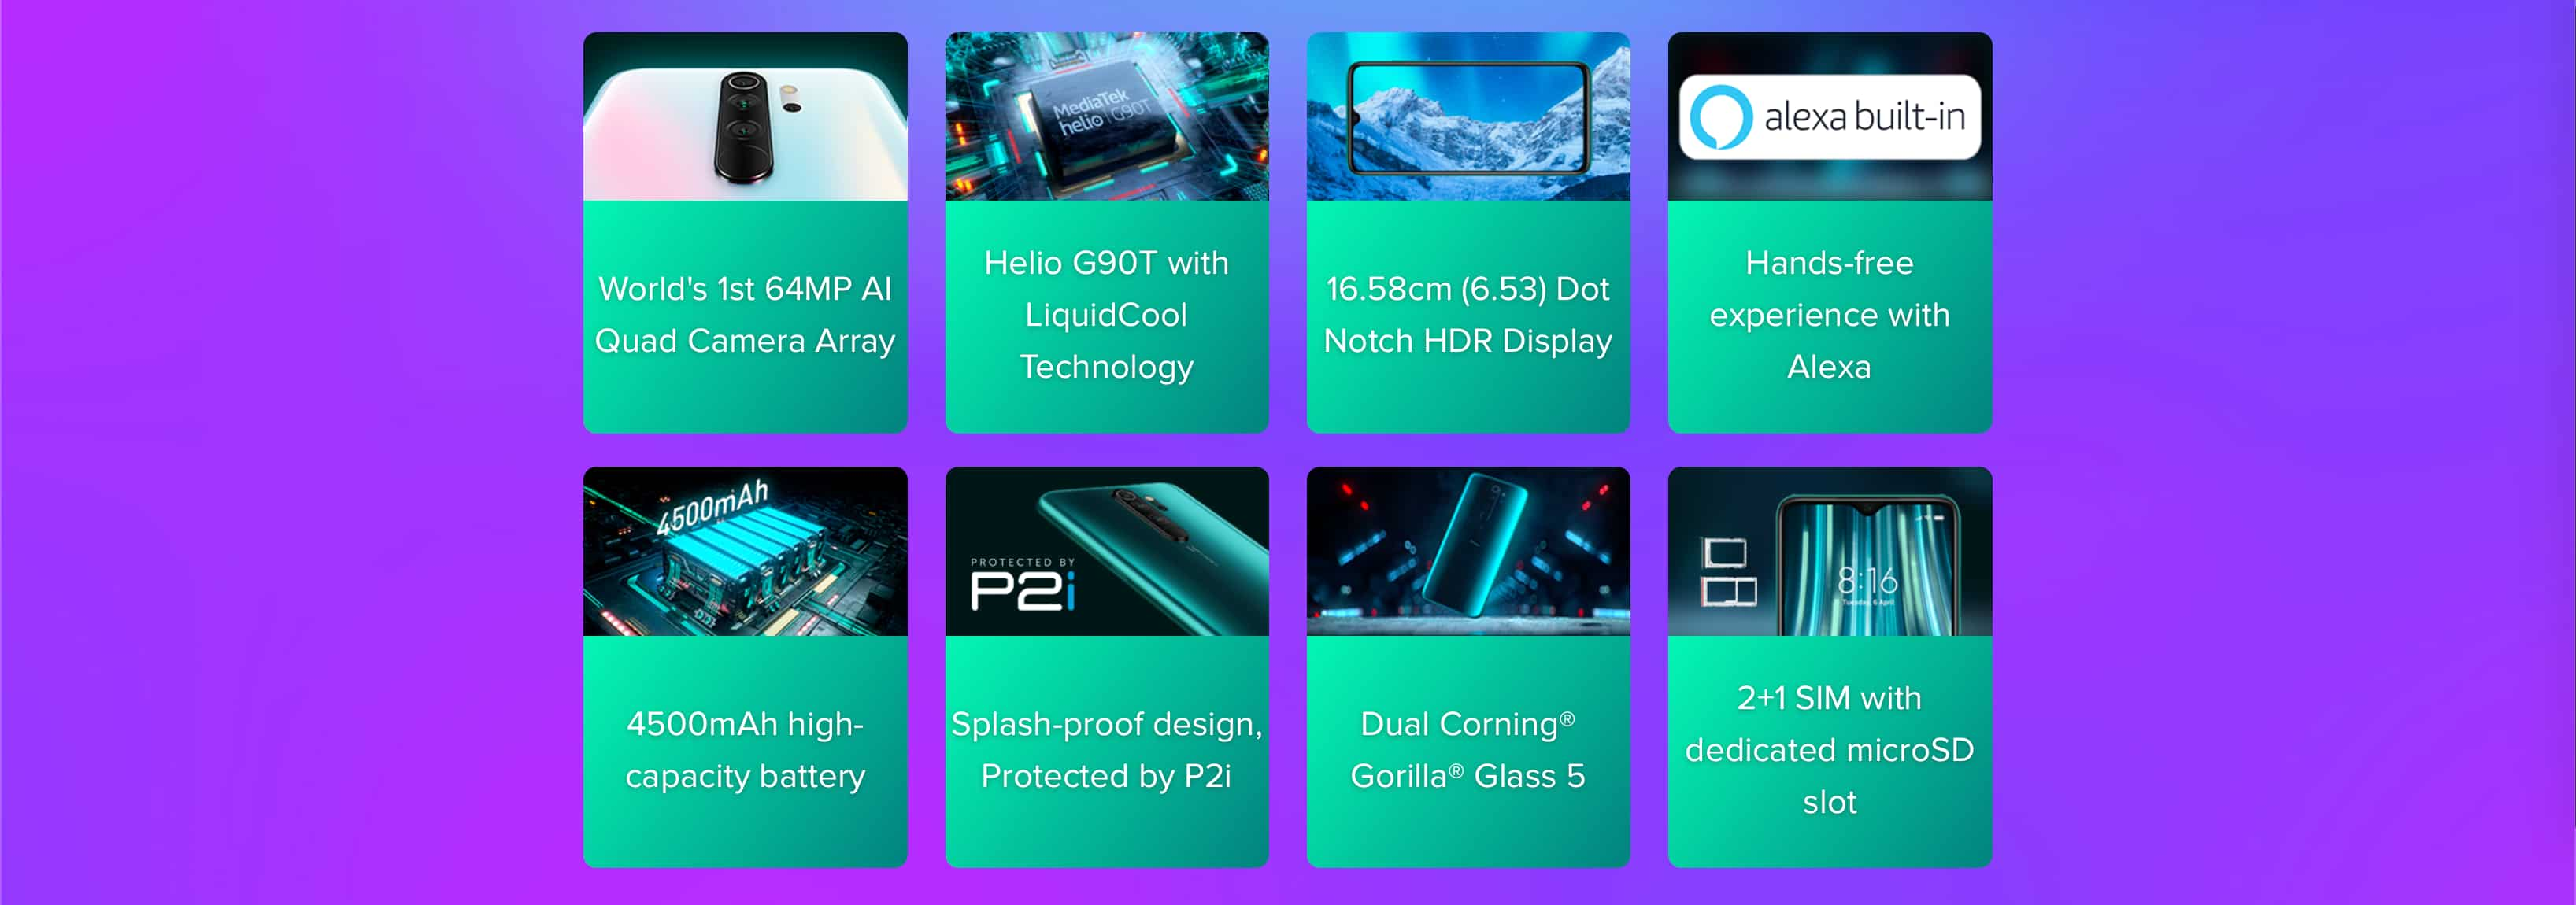 MediaTek
helio G90T
alexa built-in
World's 1st 64MP AI
Quad Camera Array
Helio G90T with
LiquidCool
Technology
16.58cm (6.53) Dot
Notch HDR Display
Hands-free
experience with
Alexa
4500mAh
PROTECTED BY
P2i
8:16
Tuesday, 6 April
4500mAh high-
capacity battery
Splash-proof design,
Protected by P2i
Dual Corning®
Gorilla® Glass 5
2+1 SIM with
dedicated microSD
slot